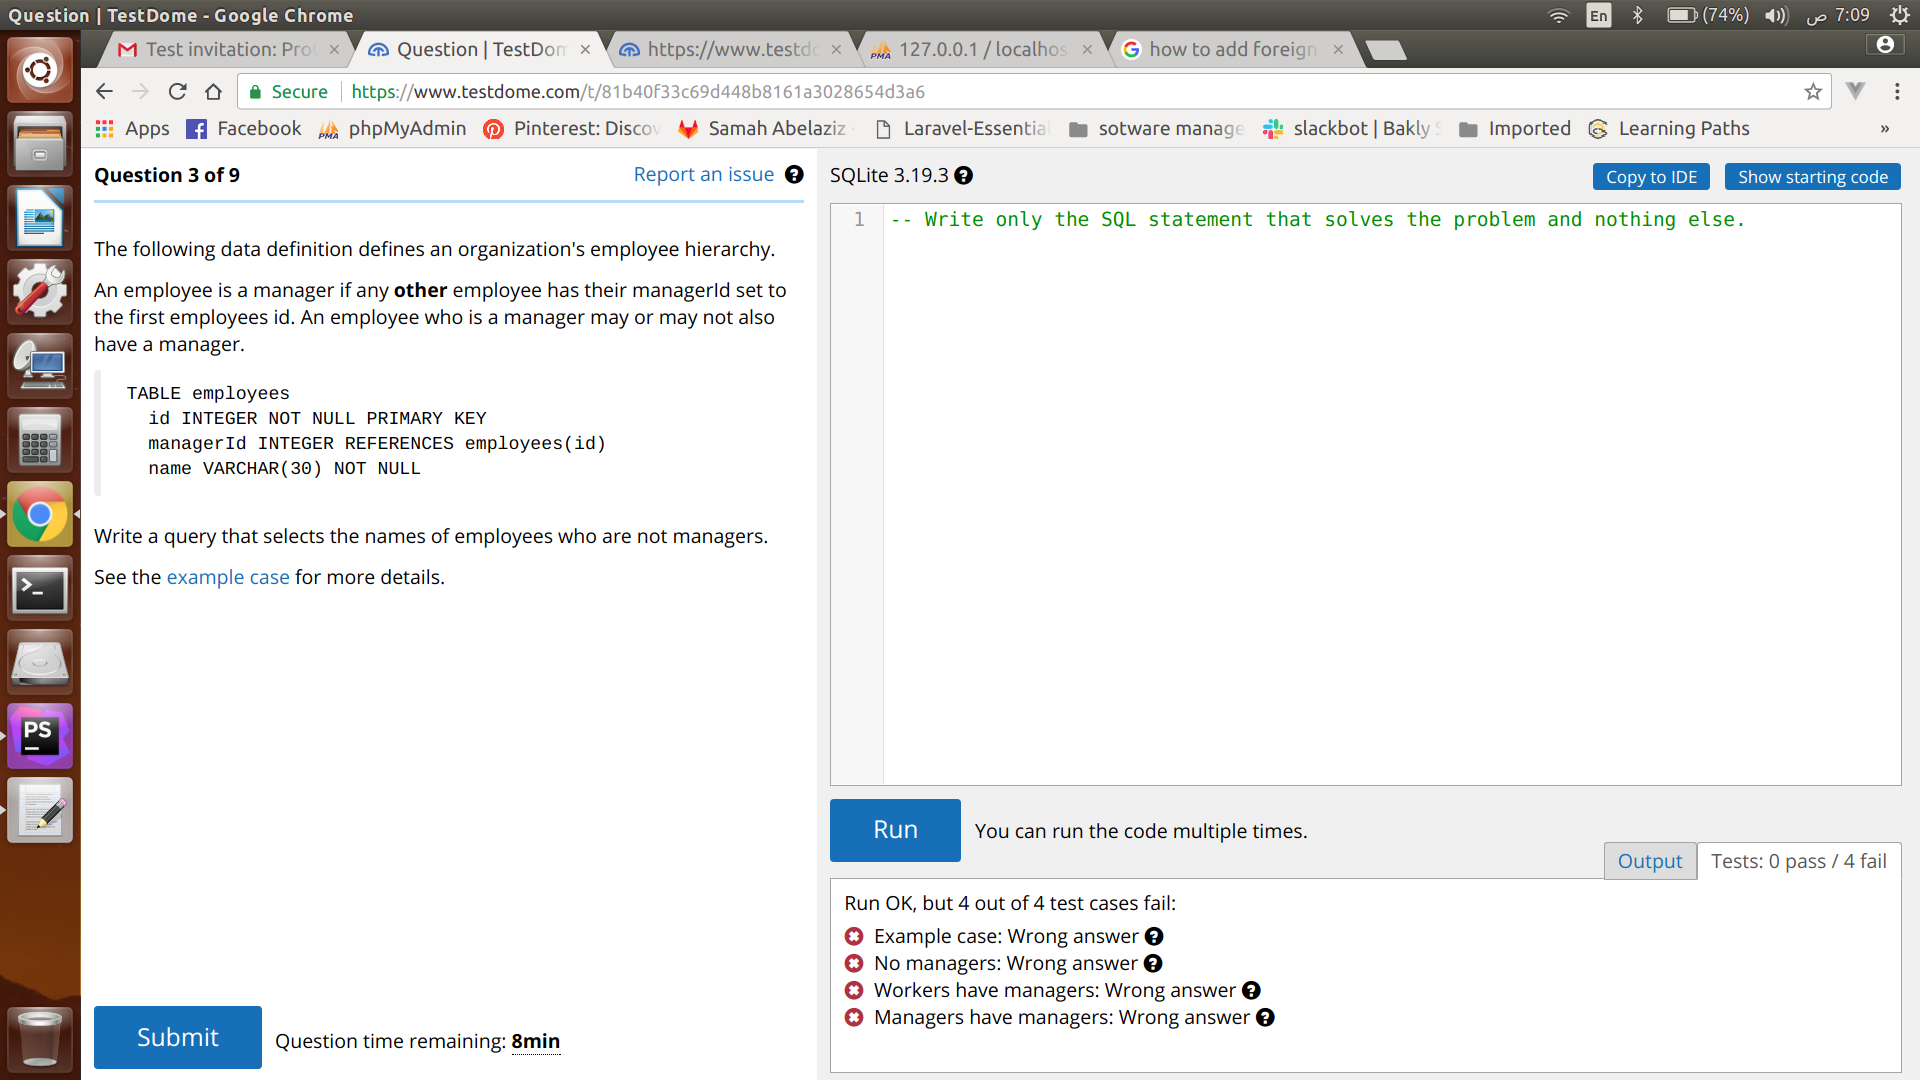 Question | TestDome - Google Chrome
En
(74%)
7:09 ص
Test invitation: Pro
Question | TestDom
https://www.testdo
127.0.0.1 / localhos
how to add foreign
Secure
https://www.testdome.com/t/81b40f33c69d448b8161a3028654d3a6
Apps
Facebook
phpMyAdmin
Pinterest: Discov
Samah Abelaziz
Laravel-Essential
sotware manage
slackbot | Bakly S
Imported
Learning Paths
»
Question 3 of 9
Report an issue
SQLite 3.19.3
Copy to IDE
Show starting code
The following data definition defines an organization's employee hierarchy.
An employee is a manager if any other employee has their managerId set to
the first employees id. An employee who is a manager may or may not also
have a manager.
TABLE employees
id INTEGER NOT NULL PRIMARY KEY
managerId INTEGER REFERENCES employees(id)
name VARCHAR(30) NOT NULL
Write a query that selects the names of employees who are not managers.
See the example case for more details.
1
-- Write only the SQL statement that solves the problem and nothing else.
Run
You can run the code multiple times.
Output
Tests: 0 pass / 4 fail
Run OK, but 4 out of 4 test cases fail:
Example case: Wrong answer
No managers: Wrong answer
Workers have managers: Wrong answer
Managers have managers: Wrong answer
Submit
Question time remaining: 8min
PS
PMA
PMA